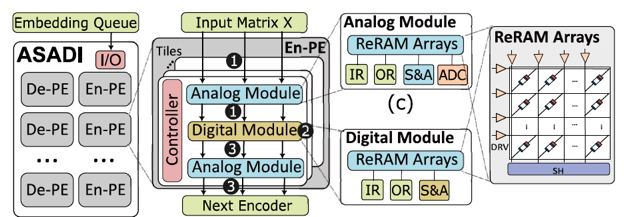 Embedding Queue
ASADI
I/O
De-PE
En-PE
De-PE
En-PE
...
...
De-PE
En-PE
Input Matrix X
En-PE
Tiles
...
1
Controller
Analog Module
1
Digital Module
2
3
Analog Module
3
Next Encoder
Analog Module
ReRAM Arrays
IR
OR
S&A
ADC
(c)
Digital Module
ReRAM Arrays
IR
OR
S&A
ReRAM Arrays
...
...
...
DRV
SH